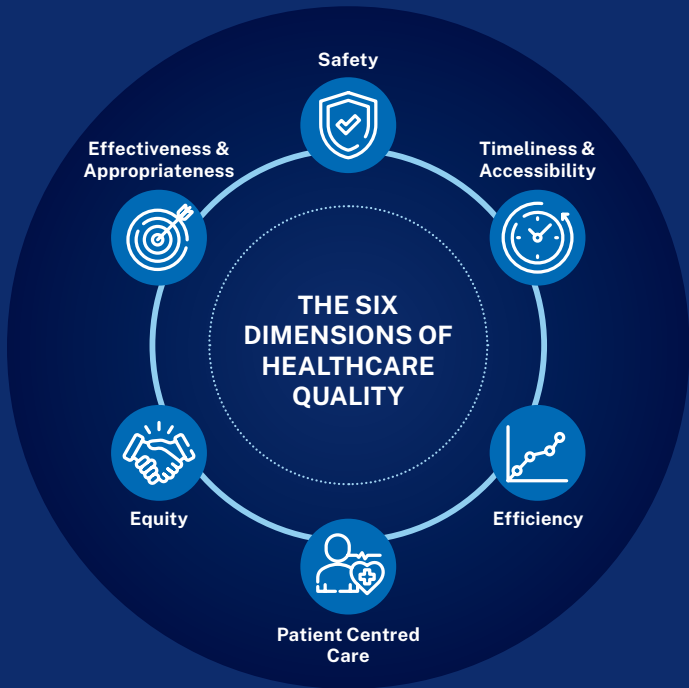 Safety
Effectiveness &
Appropriateness
Timeliness &
Accessibility
THE SIX
DIMENSIONS OF
HEALTHCARE
QUALITY
Equity
Efficiency
Patient Centred
Care